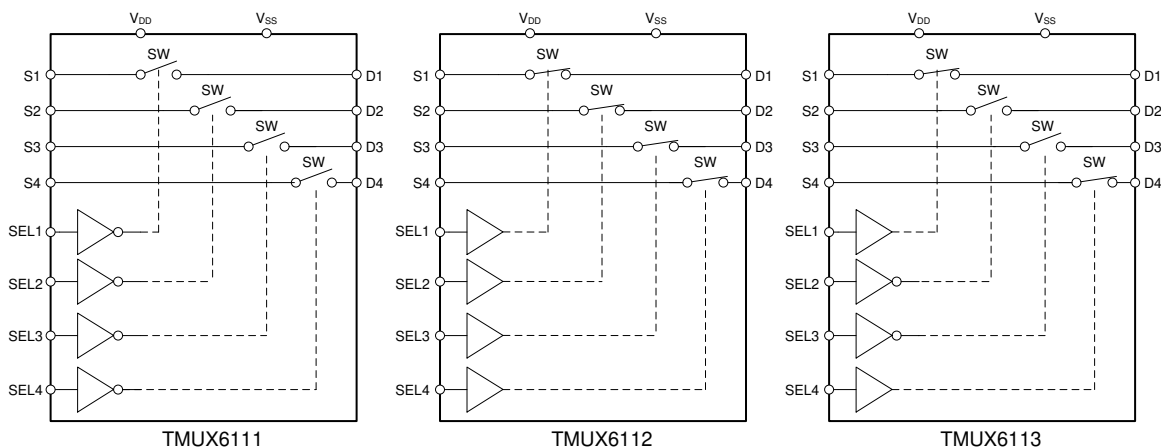 VDD VSS
SW
S1 D1
SW
S2 D2
SW
S3 D3
SW
S4 D4
SEL1
SEL2
SEL3
SEL4
TMUX6111
VDD VSS
SW
S1 D1
SW
S2 D2
SW
S3 D3
SW
S4 D4
SEL1
SEL2
SEL3
SEL4
TMUX6112
VDD VSS
SW
S1 D1
SW
S2 D2
SW
S3 D3
SW
S4 D4
SEL1
SEL2
SEL3
SEL4
TMUX6113